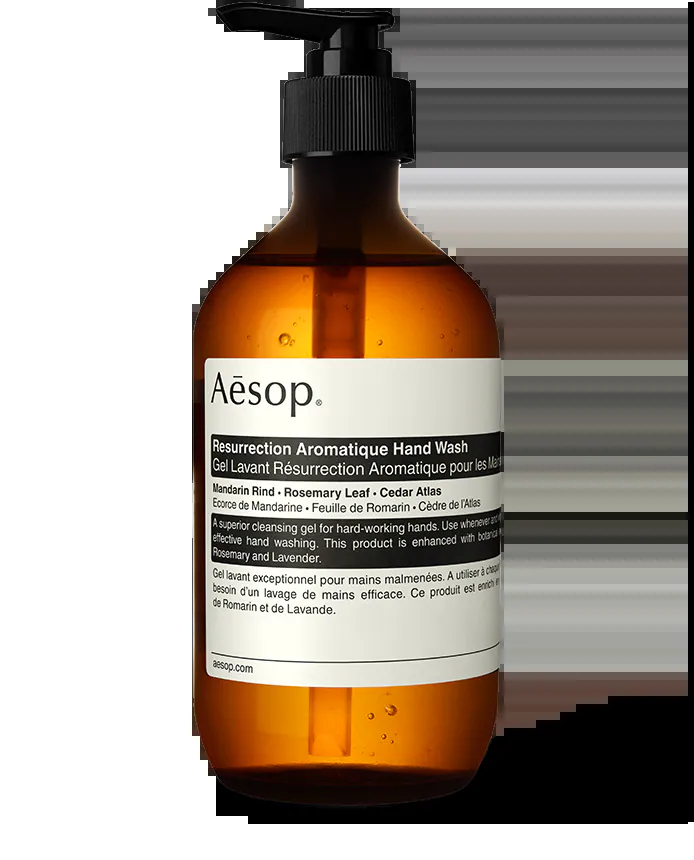 Aēsop®
Resurrection Aromatique Hand Wash
Gel Lavant Résurrection Aromatique pour les
Mandarin Rind • Rosemary Leaf • Cedar Atlas
Ecorce de Mandarine • Feuille de Romarin • Cèdre de l'Atlas
A superior cleansing gel for hard-working hands. Use whenever and
effective hand washing. This product is enhanced with botanical
Rosemary and Lavender.
Gel lavant exceptionnel pour mains malmenées. A utiliser à
besoin d'un lavage de mains efficace. Ce produit est enrichi
de Romarin et de Lavande.
aesop.com